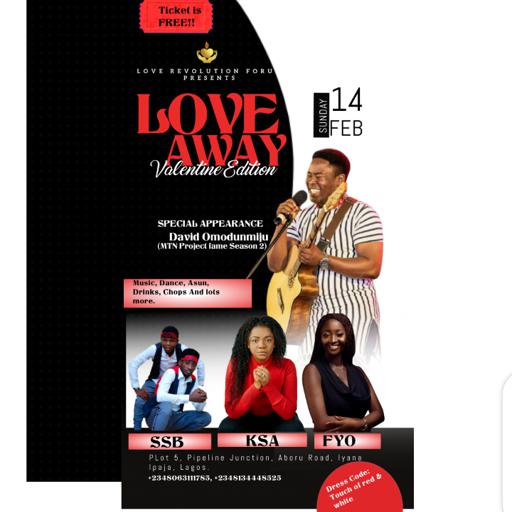 Ticket is
FREE!!
LOVE REVOLUTION FORU
PRESENTS
LOVE
AWAY
Valentine Edition
SUNDAY
14
FEB
SPECIAL APPEARANCE
David Omodunmiju
(MTN Project fame Season 2)
Music, Dance, Asun,
Drinks, Chops And lots
more.
SSB
KSA
FYO
PLot 5, Pipeline Junction, Aboru Road, Iyana
Ipaja, Lagos.
+2348063111785, +2348134448525
Dress Code:
Touch of red &
white